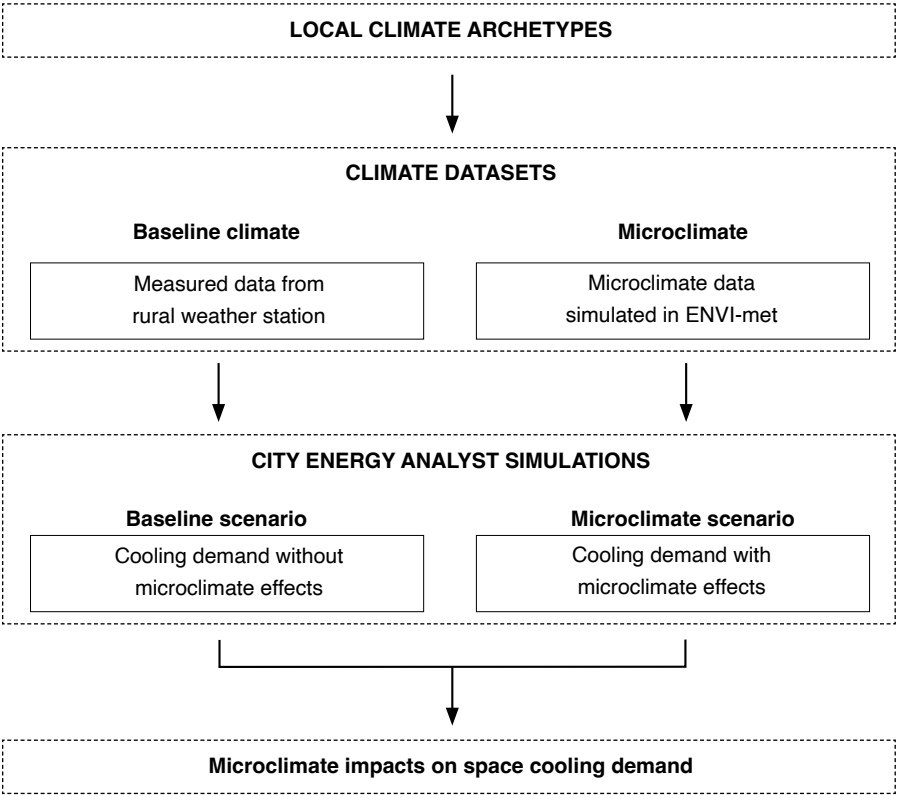 LOCAL CLIMATE ARCHETYPES
CLIMATE DATASETS
Baseline climate
Measured data from
rural weather station
Microclimate
Microclimate data
simulated in ENVI-met
CITY ENERGY ANALYST SIMULATIONS
Baseline scenario
Cooling demand without
microclimate effects
Microclimate scenario
Cooling demand with
microclimate effects
Microclimate impacts on space cooling demand